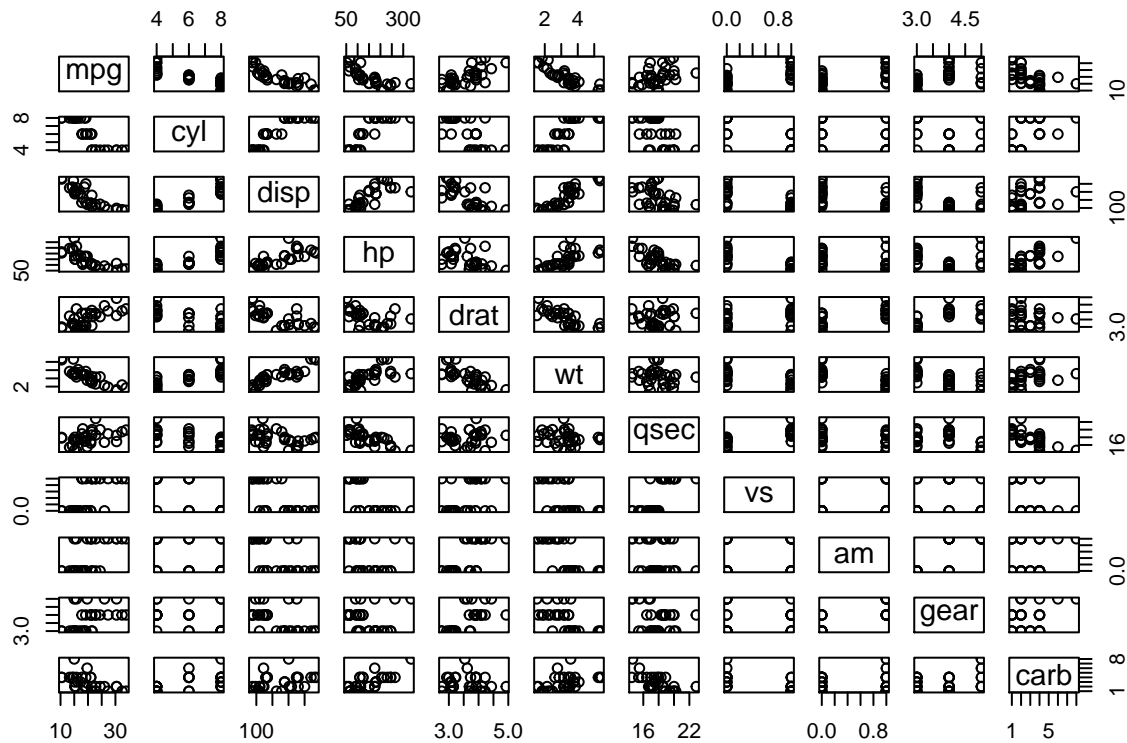 4 6 8 50 300 2 4 0.0 1.0 3.0 4.5
mpg 10
4 8 cyl
disp 100
50 hp
drat 3.0
2 wt
qsec 16
0.0 vs
am 0.0
3.0 gear
carb 1 8
10 30 100 3.0 5.0 16 22 0.0 0.8 1 5